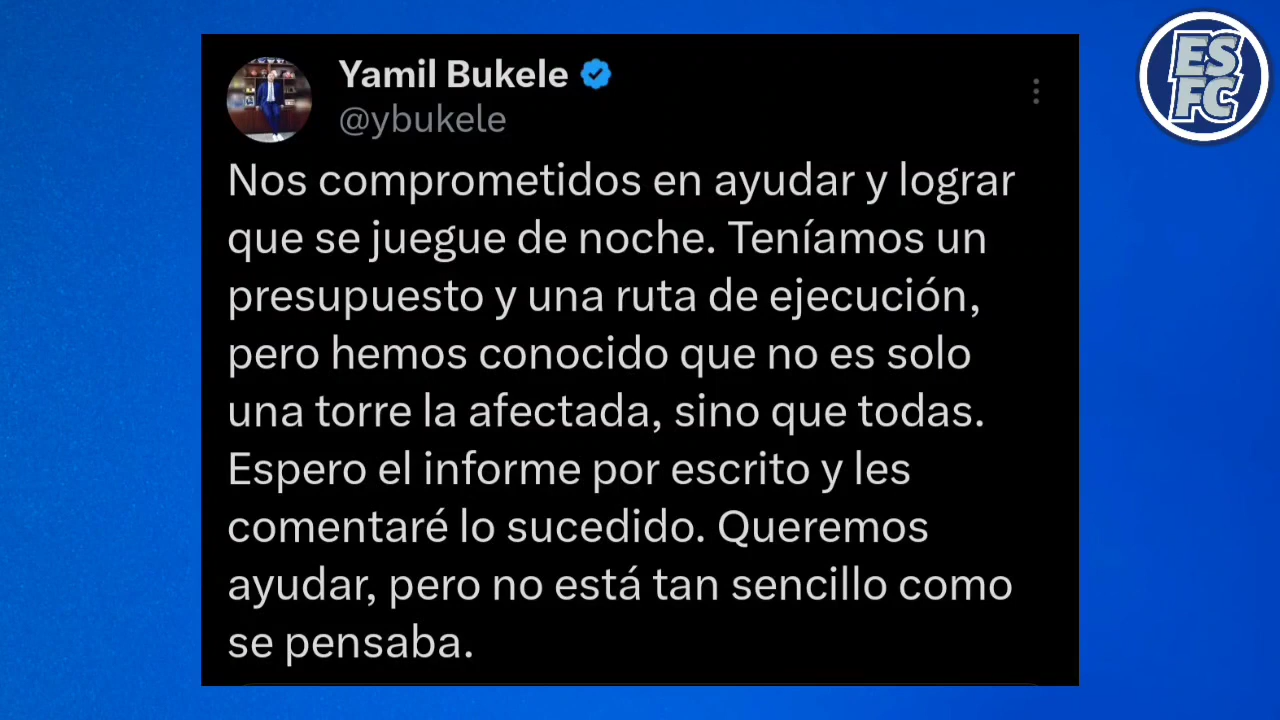 ES
FC
Yamil Bukele
@ybukele
Nos comprometidos en ayudar y lograr
que se juegue de noche. Teníamos un
presupuesto y una ruta de ejecución,
pero hemos conocido que no es solo
una torre la afectada, sino que todas.
Espero el informe por escrito y les
comentaré lo sucedido. Queremos
ayudar, pero no está tan sencillo como
se pensaba.